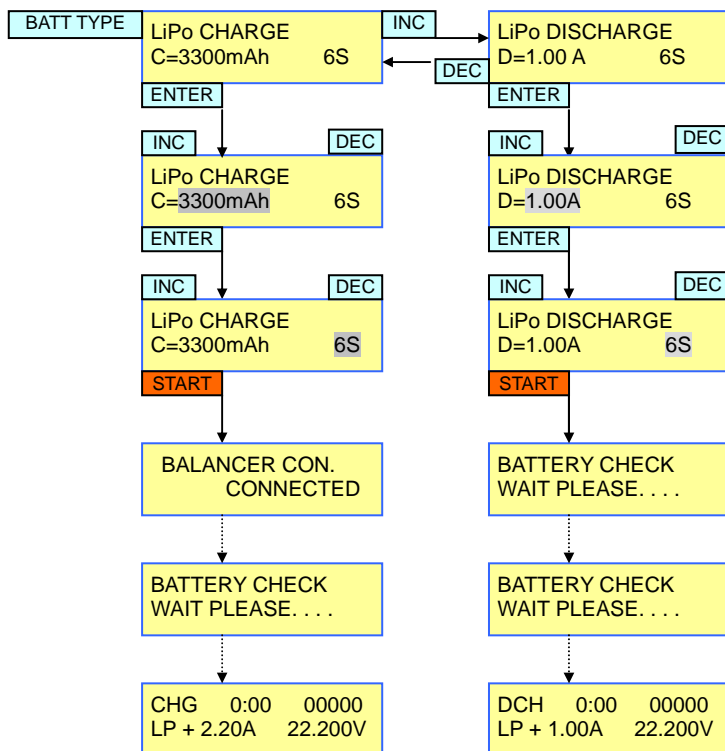 BATT TYPE
LiPo CHARGE
C=3300mAh 6S
INC
DEC
LiPo DISCHARGE
D=1.00 A 6S
ENTER
ENTER
INC
DEC
LiPo CHARGE
C=3300mAh 6S
ENTER
INC
DEC
LiPo DISCHARGE
D=1.00A 6S
ENTER
INC
DEC
LiPo CHARGE
C=3300mAh 6S
START
INC
DEC
LiPo DISCHARGE
D=1.00A 6S
START
BALANCER CON.
CONNECTED
BATTERY CHECK
WAIT PLEASE. . . .
BATTERY CHECK
WAIT PLEASE. . . .
BATTERY CHECK
WAIT PLEASE. . . .
CHG 0:00 00000
LP + 2.20A 22.200V
DCH 0:00 00000
LP + 1.00A 22.200V